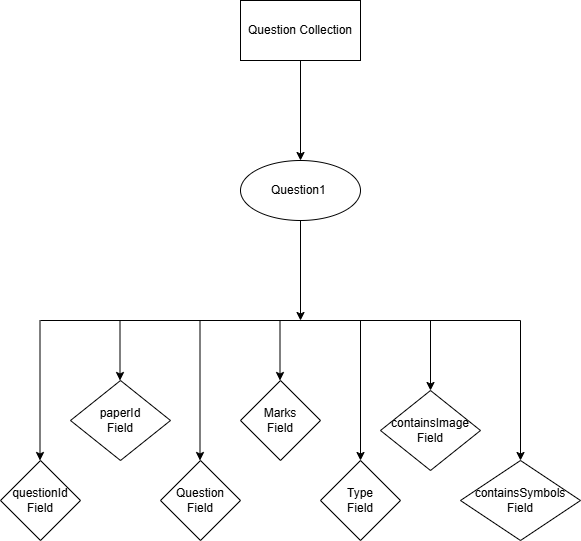 Question Collection
Question1
paperId
Field
Marks
Field
containsImage
Field
questionId
Field
Question
Field
Type
Field
containsSymbols
Field